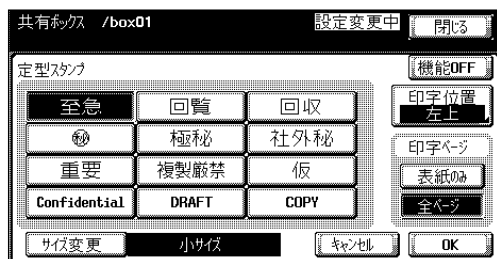 共有ボックス /box01 設定変更中 閉じる
定型スタンプ 機能OFF
至急 回覧 回収 印字位置
左上
㊙ 極秘 社外秘 印字ページ
重要 複製厳禁 仮 表紙のみ
Confidential DRAFT COPY 全ページ
サイズ変更 小サイズ キャンセル OK